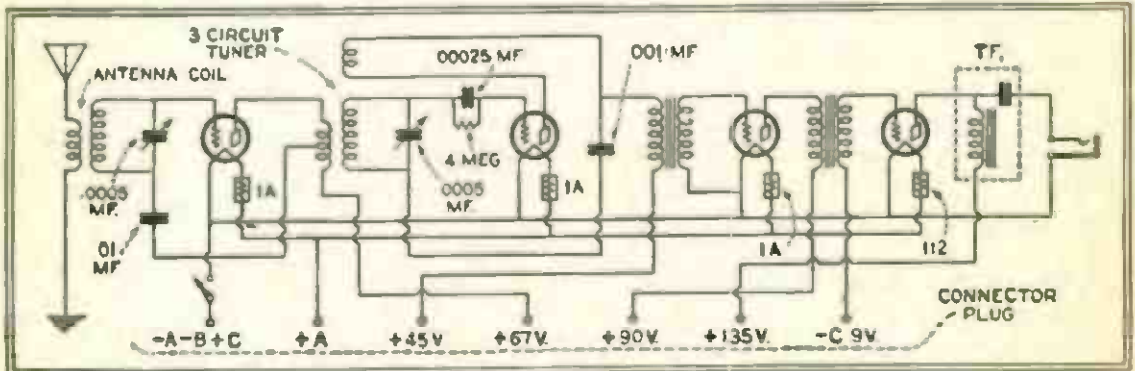 3 CIRCUIT
TUNER
ANTENNA COIL
.00025 MF
.001 MF
T.F.
4 MEG
.0005
MF.
.0005
MF.
.01
MF
1A
1A
1A
112
CONNECTOR
PLUG
-A-B+C
+A
+45V
+67V.
+90V.
+135V.
-C 9V.